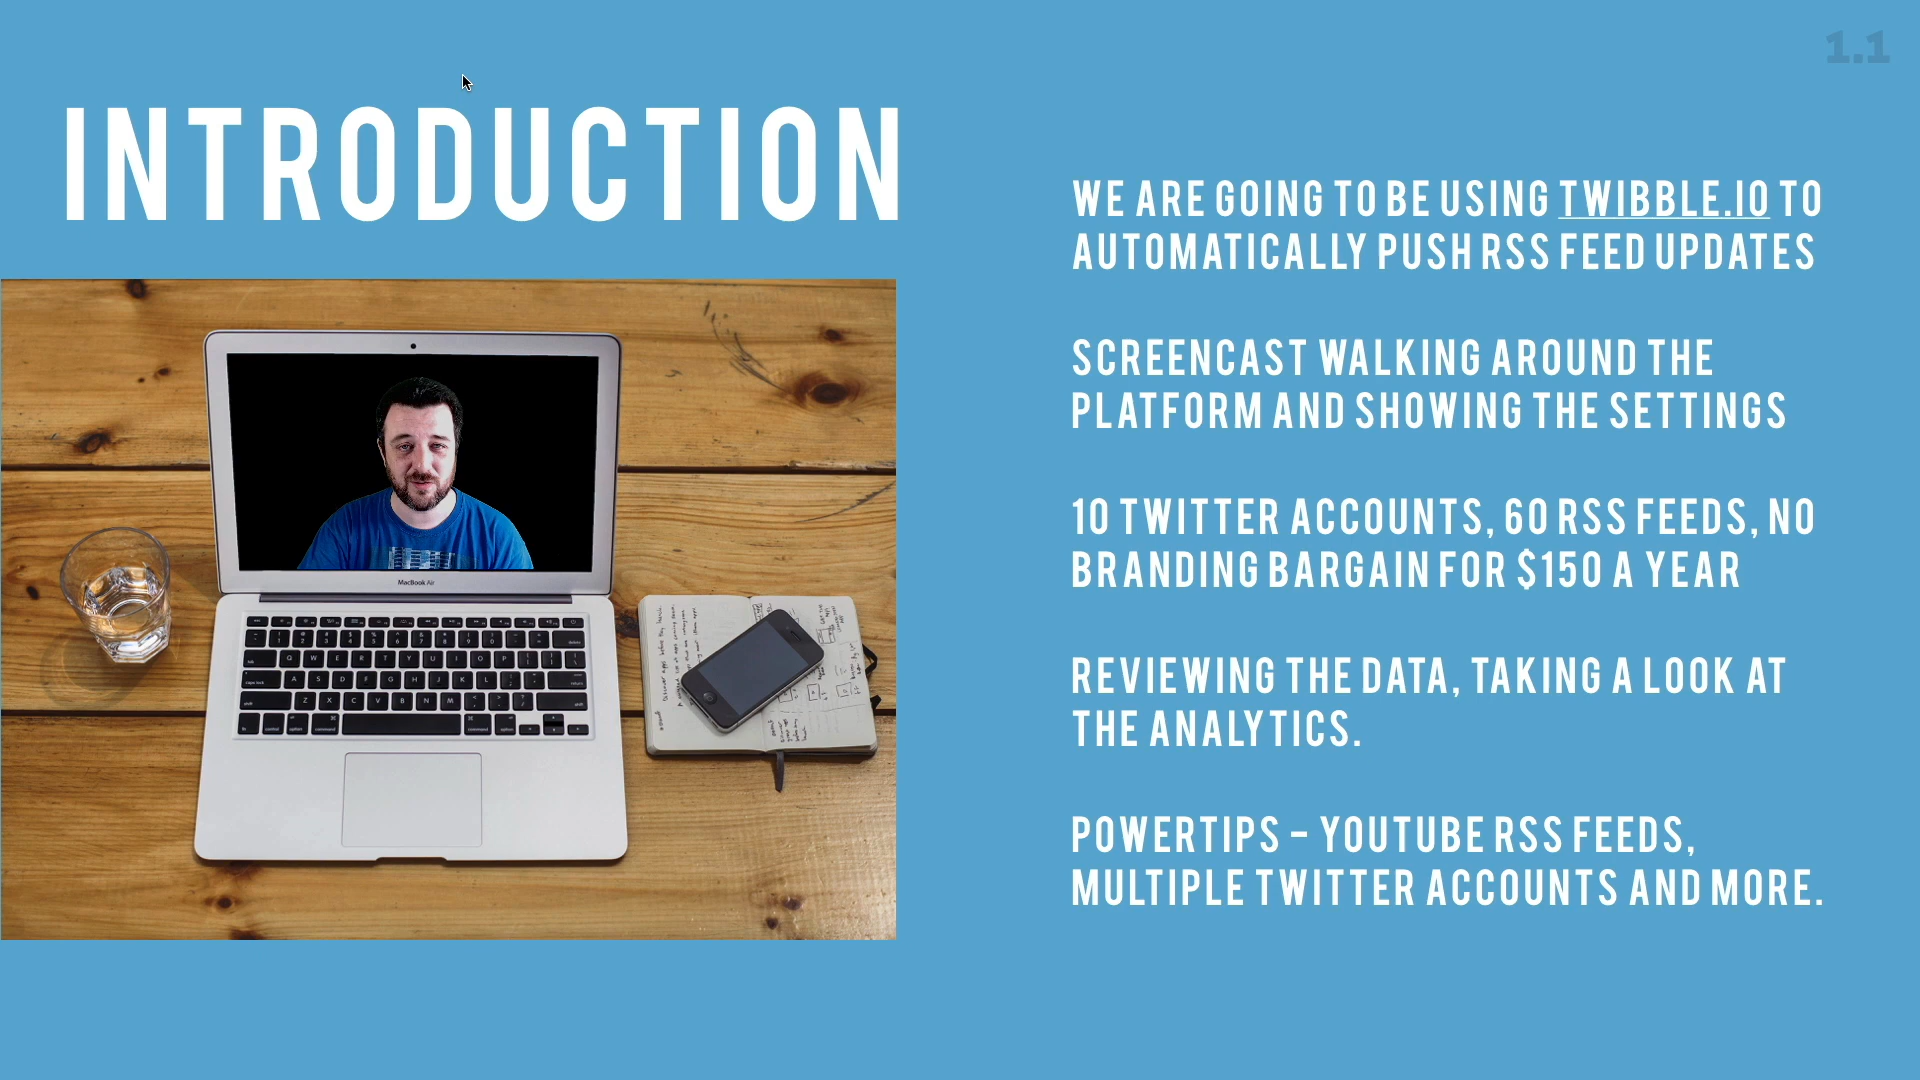 1.1
INTRODUCTION
WE ARE GOING TO BE USING TWIBBLE.IO TO
AUTOMATICALLY PUSH RSS FEED UPDATES
SCREENCAST WALKING AROUND THE
PLATFORM AND SHOWING THE SETTINGS
10 TWITTER ACCOUNTS, 60 RSS FEEDS, NO
BRANDING BARGAIN FOR $150 A YEAR
REVIEWING THE DATA, TAKING A LOOK AT
THE ANALYTICS.
POWERTIPS – YOUTUBE RSS FEEDS,
MULTIPLE TWITTER ACCOUNTS AND MORE.
MacBook Air